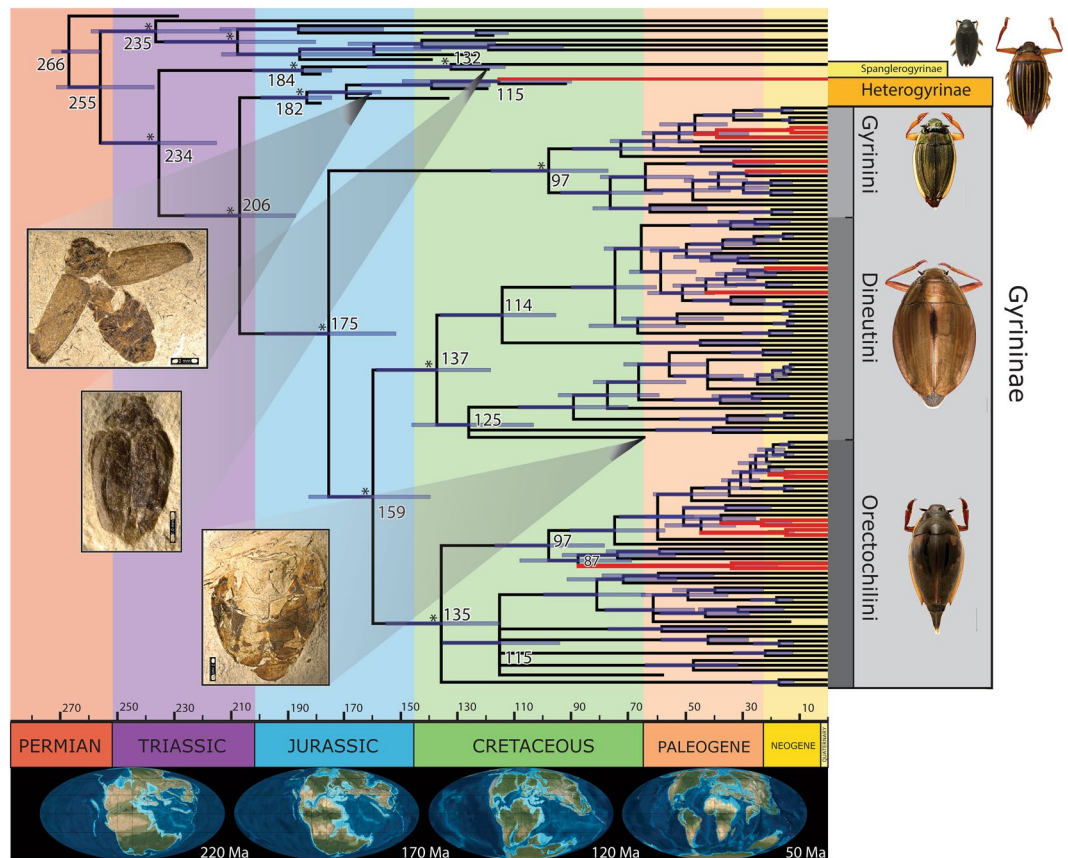 266
235
255
234
184
132
182
115
206
97
175
114
137
125
159
97
87
135
115
Spanglerogyrinae
Heterogyrinae
Gyrinini
Dineutini
Orectochilini
Gyrininae
270 250 230 210 190 170 150 130 110 90 70 50 30 10
PERMIAN TRIASSIC JURASSIC CRETACEOUS PALEOGENE NEOGENE QUATERNARY
220 Ma 170 Ma 120 Ma 50 Ma